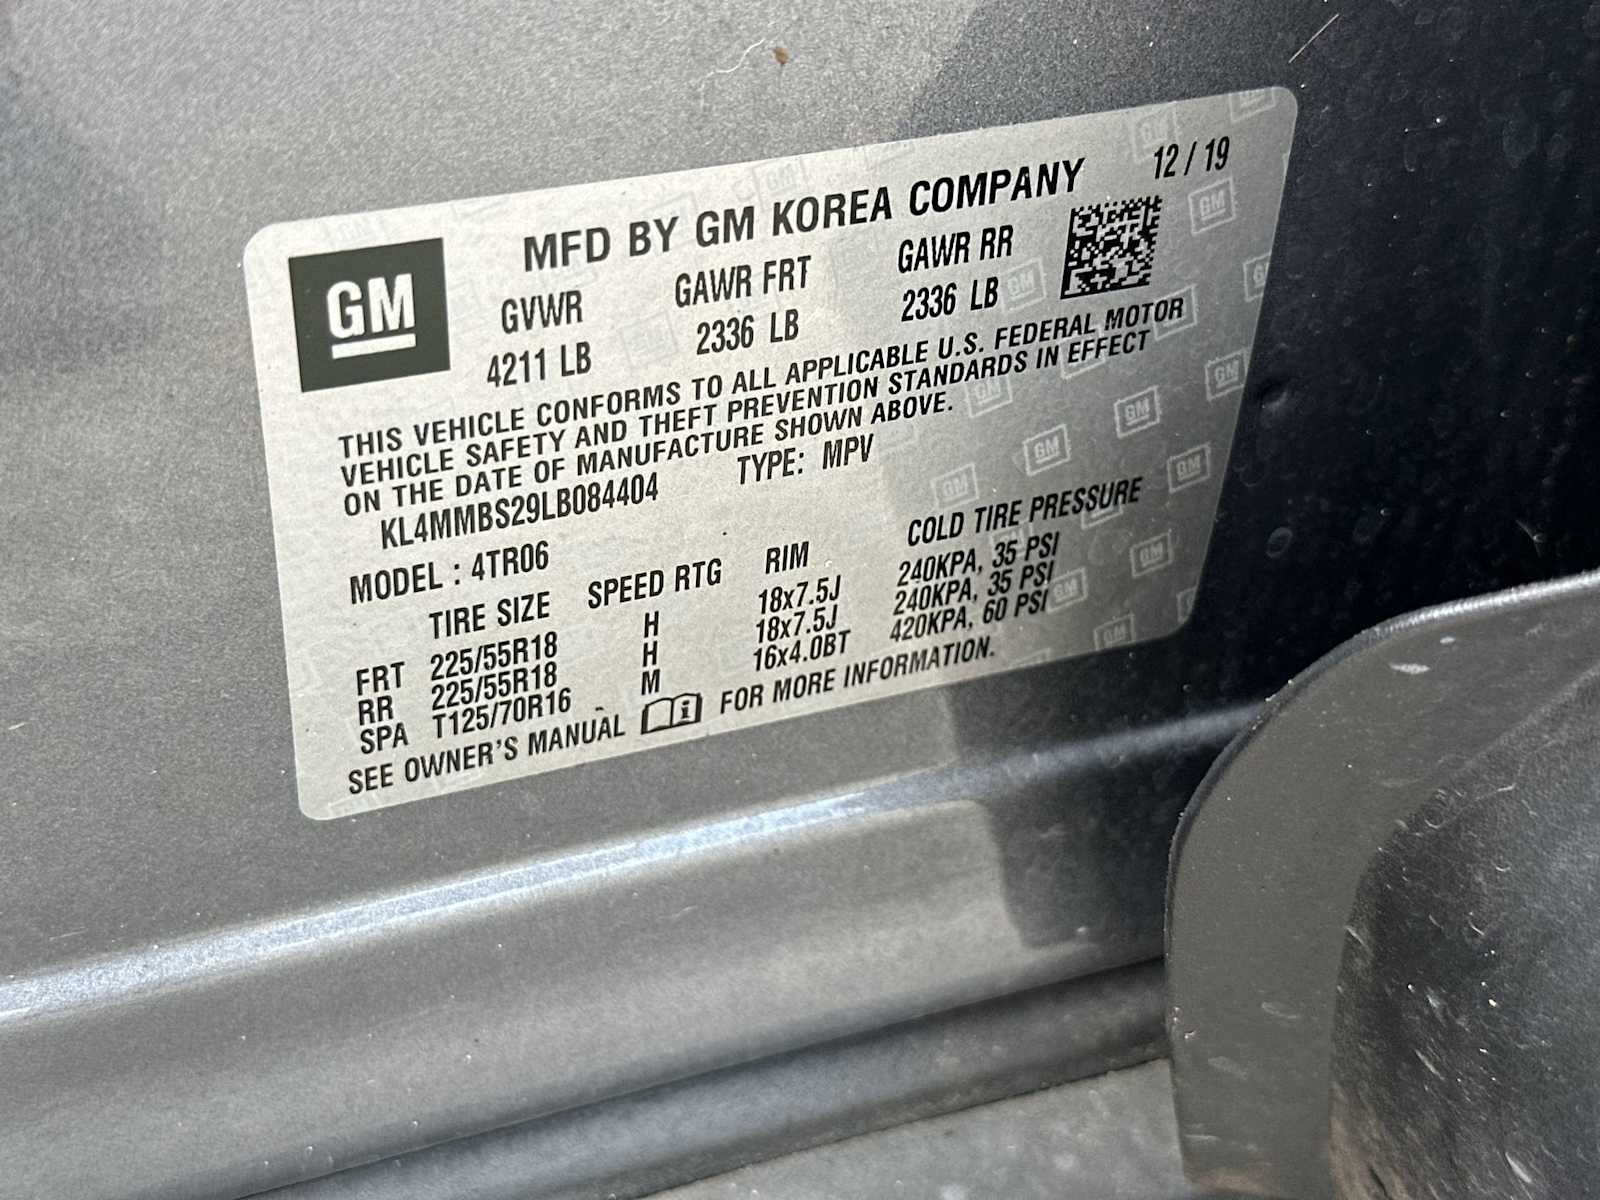 MFD BY GM KOREA COMPANY 12 / 19
GM
GVWR GAWR FRT GAWR RR
4211 LB 2336 LB 2336 LB
THIS VEHICLE CONFORMS TO ALL APPLICABLE U.S. FEDERAL MOTOR
VEHICLE SAFETY AND THEFT PREVENTION STANDARDS IN EFFECT
ON THE DATE OF MANUFACTURE SHOWN ABOVE.
KL4MMBS29LB084404 TYPE: MPV
MODEL : 4TR06
TIRE SIZE SPEED RTG RIM COLD TIRE PRESSURE
FRT 225/55R18 H 18x7.5J 240KPA, 35 PSI
RR 225/55R18 H 18x7.5J 240KPA, 35 PSI
SPA T125/70R16 M 16x4.0BT 420KPA, 60 PSI
SEE OWNER'S MANUAL i FOR MORE INFORMATION.